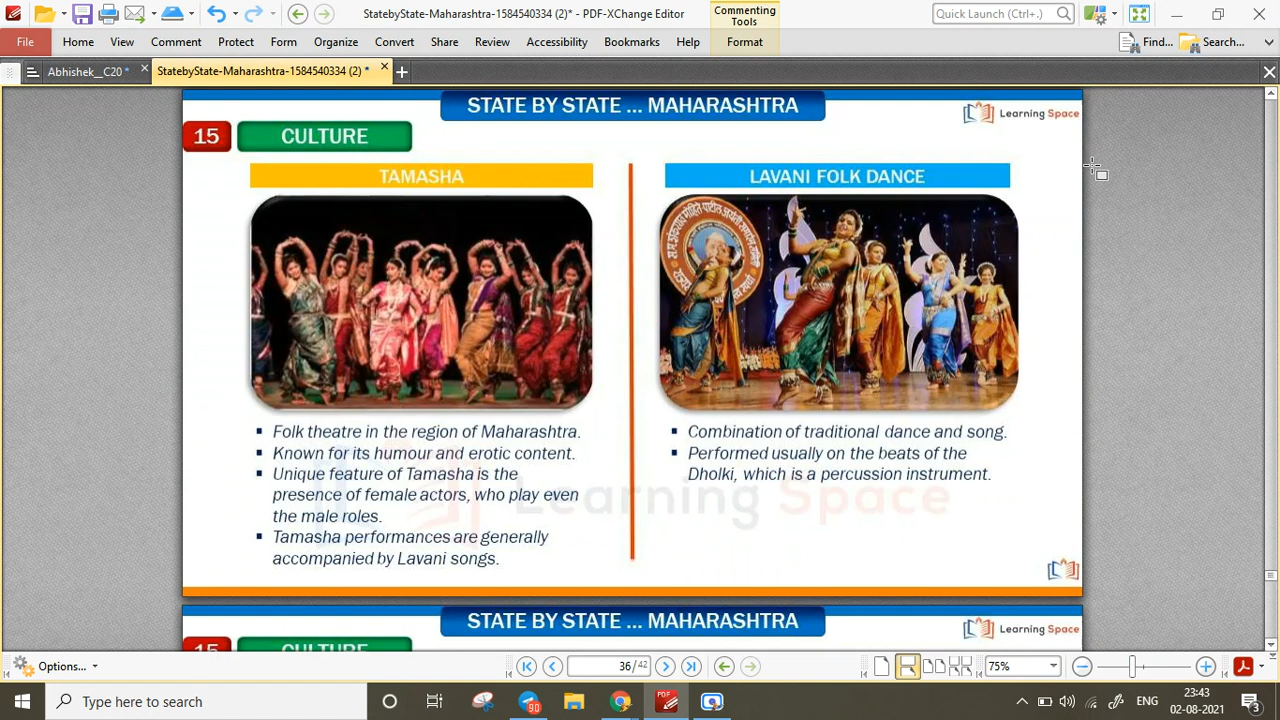 StatebyState-Maharashtra-1584540334 (2)* - PDF-XChange Editor
Commenting Tools
Quick Launch (Ctrl+.)
File Home View Comment Protect Form Organize Convert Share Review Accessibility Bookmarks Help Format Find... Search...
Abhishek__C20 *
StatebyState-Maharashtra-1584540334 (2) *
STATE BY STATE ... MAHARASHTRA
Learning Space
15 CULTURE
TAMASHA
▪ Folk theatre in the region of Maharashtra.
▪ Known for its humour and erotic content.
▪ Unique feature of Tamasha is the
presence of female actors, who play even
the male roles.
▪ Tamasha performances are generally
accompanied by Lavani songs.
LAVANI FOLK DANCE
▪ Combination of traditional dance and song.
▪ Performed usually on the beats of the
Dholki, which is a percussion instrument.
Learning Space
STATE BY STATE ... MAHARASHTRA
Learning Space
15 CULTURE
Options...
36 / 42
75%
Type here to search
90
PDF
ENG
23:43
02-08-2021
3